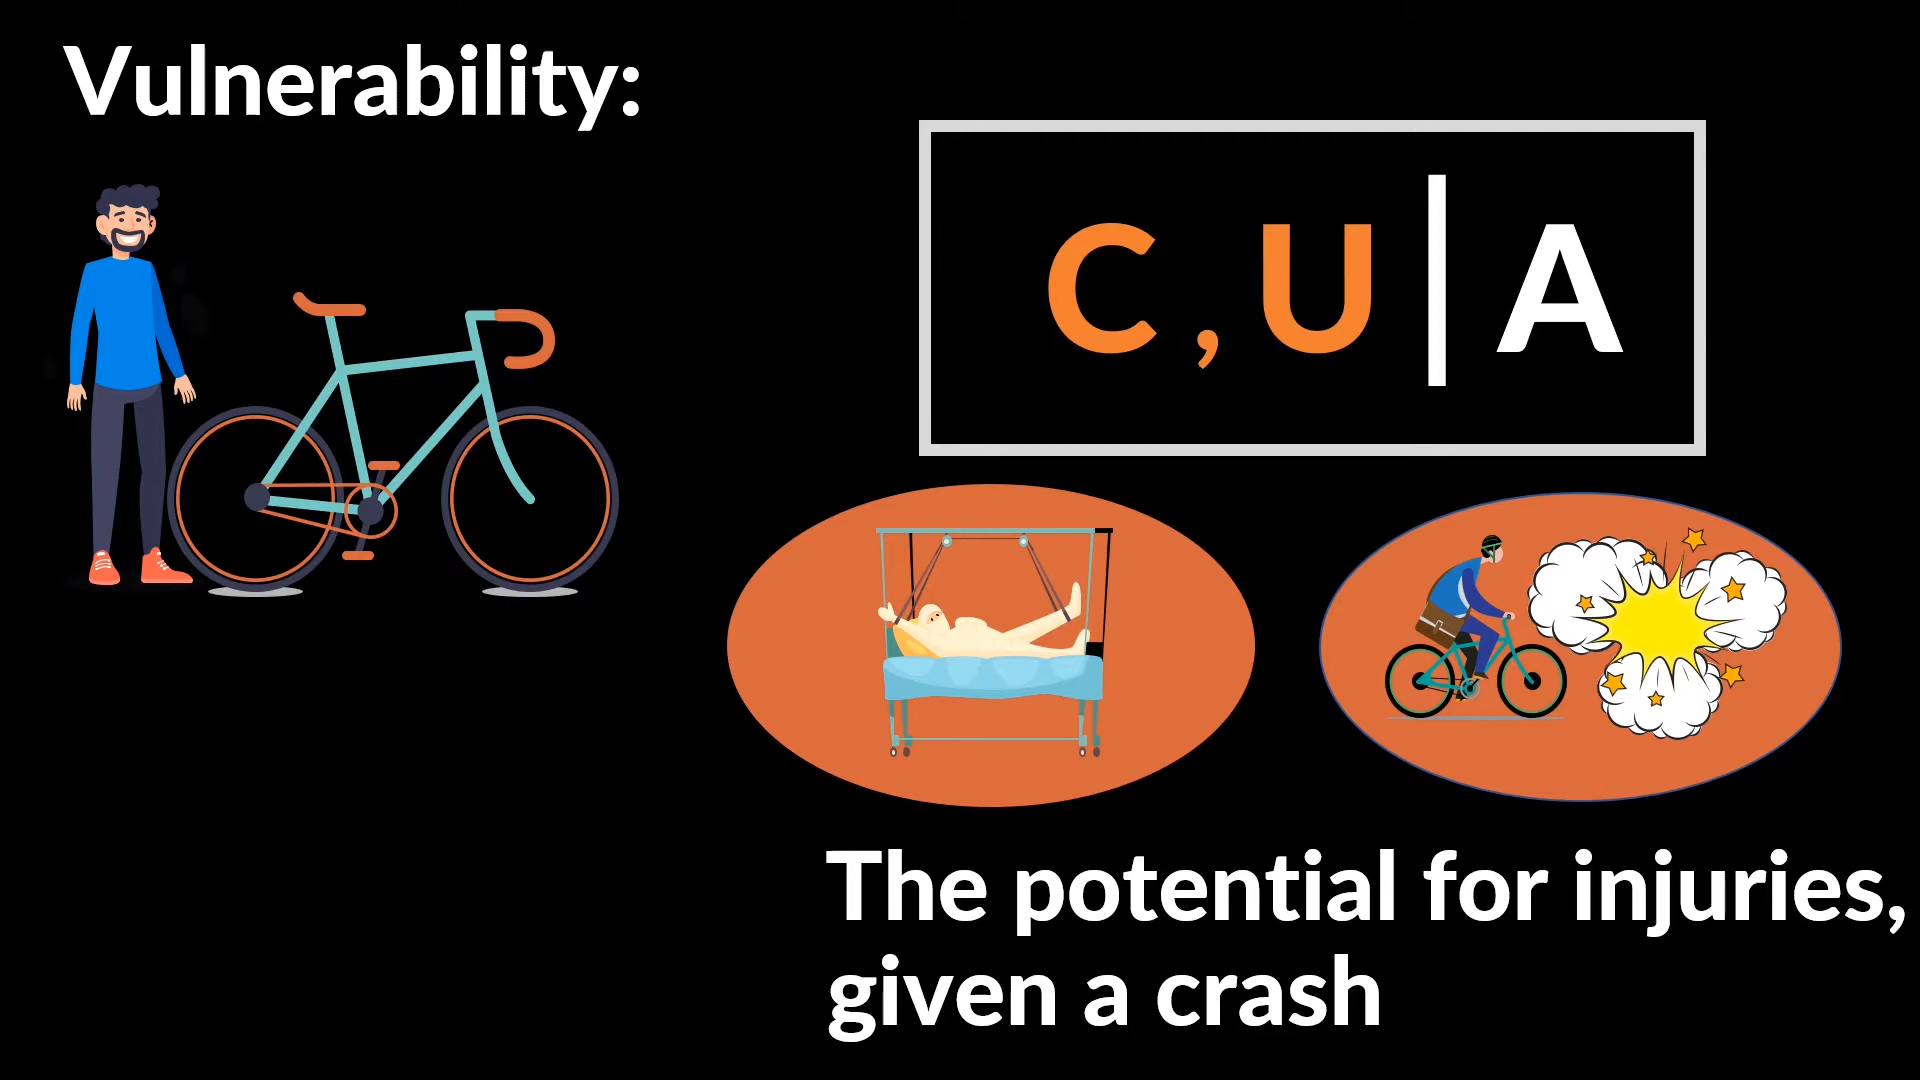 Vulnerability:
C,U|A
The potential for injuries,
given a crash